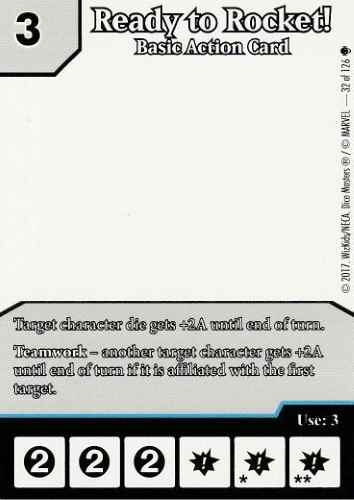 3
Ready to Rocket!
Basic Action Card
© 2017. WizKids/NECA. Dice Masters ® / © MARVEL — 32 of 126
Target character die gets +2A until end of turn.
Teamwork – another target character gets +2A
until end of turn if it is affiliated with the first
target.
Use: 3
2 2 2 ! ! !
* **